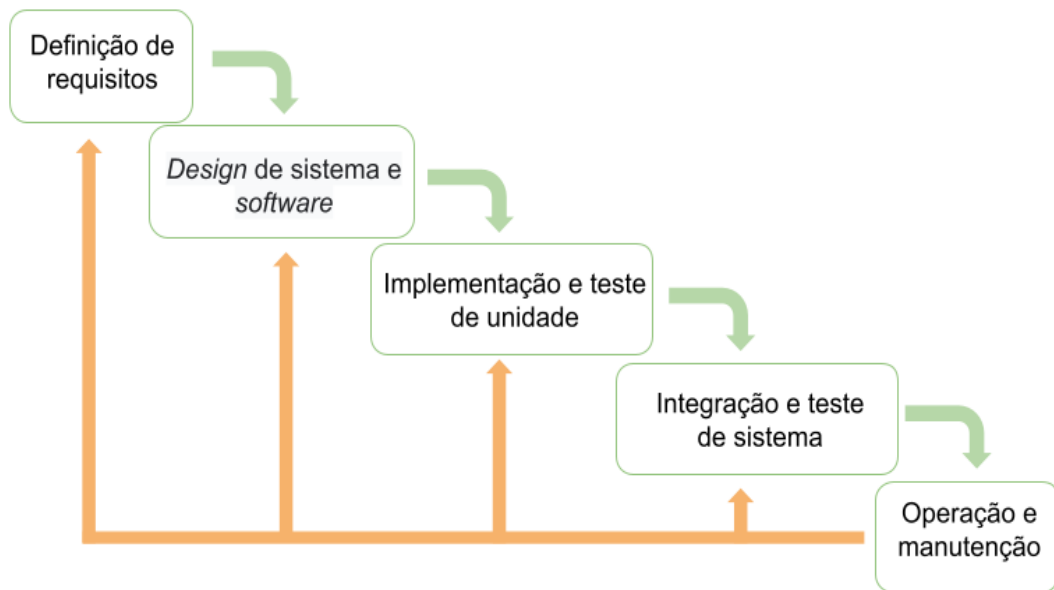 Definição de
requisitos
Design de sistema e
software
Implementação e teste
de unidade
Integração e teste
de sistema
Operação e
manutenção